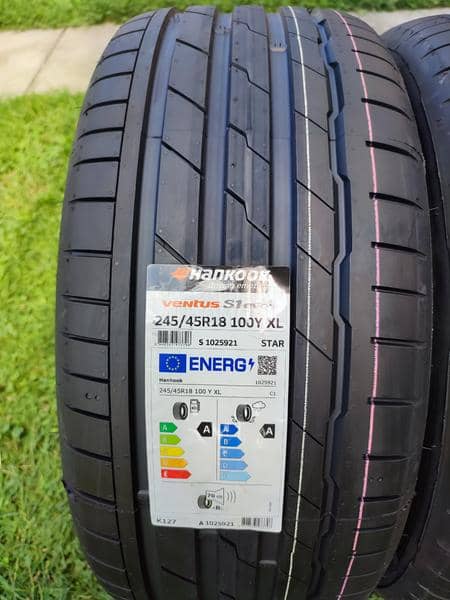 HANKOOK
VENTUS S1
245/45R18 100Y XL
S 1025921
STAR
ENERG
Hankook
1025921
245/45R18 100 Y XL
C1
A
A
B
C
D
E
A
A
B
C
D
E
K127
A 1025921